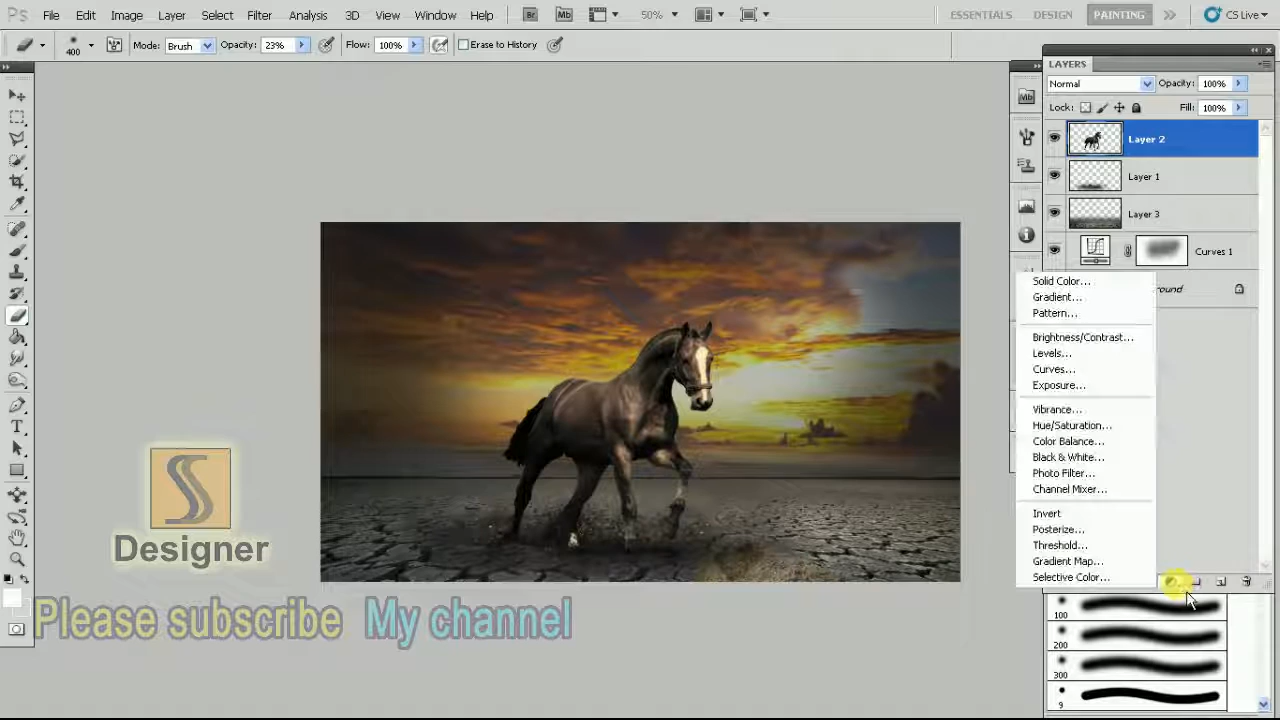 Ps File Edit Image Layer Select Filter Analysis 3D View Window Help Br Mb 50% ESSENTIALS DESIGN PAINTING CS Live
400 Mode: Brush Opacity: 23% Flow: 100% Erase to History
LAYERS
Normal Opacity: 100%
Lock: Fill: 100%
Layer 2
Layer 1
Layer 3
Curves 1
Mb
Solid Color...
Gradient...
Pattern...
Brightness/Contrast...
Levels...
Curves...
Exposure...
Vibrance...
Hue/Saturation...
Color Balance...
Black & White...
Photo Filter...
Channel Mixer...
Invert
Posterize...
Threshold...
Gradient Map...
Selective Color...
S
Designer
Please subscribe My channel
100
200
300
9